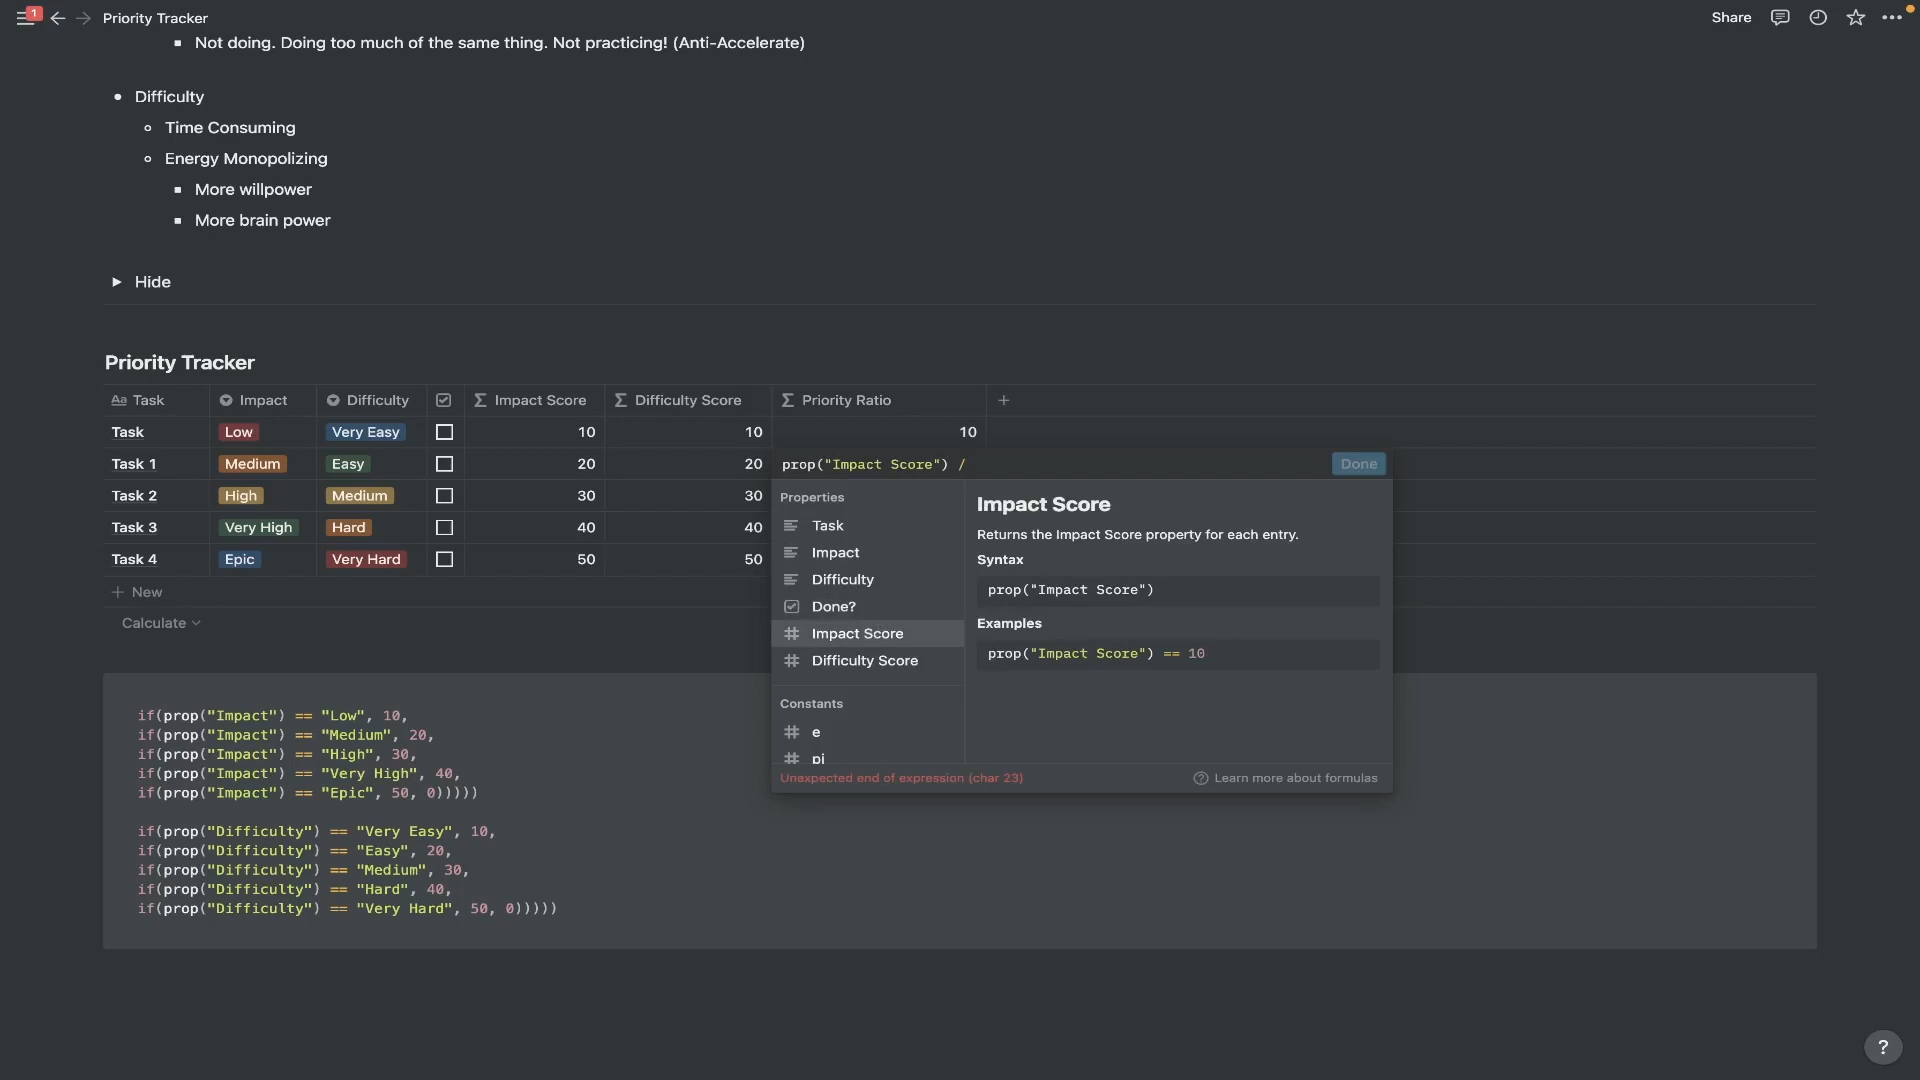 1 Priority Tracker Share
Not doing. Doing too much of the same thing. Not practicing! (Anti-Accelerate)
Difficulty
Time Consuming
Energy Monopolizing
More willpower
More brain power
Hide
Priority Tracker
Aa Task Impact Difficulty Σ Impact Score Σ Difficulty Score Σ Priority Ratio +
Task Low Very Easy 10 10 10
Task 1 Medium Easy 20 20
Task 2 High Medium 30 30
Task 3 Very High Hard 40 40
Task 4 Epic Very Hard 50 50
+ New
Calculate
prop("Impact Score") / Done
Properties
Task
Impact
Difficulty
Done?
# Impact Score
# Difficulty Score
Constants
# e
# pi
Unexpected end of expression (char 23)
Impact Score
Returns the Impact Score property for each entry.
Syntax
prop("Impact Score")
Examples
prop("Impact Score") == 10
? Learn more about formulas
if(prop("Impact") == "Low", 10,
if(prop("Impact") == "Medium", 20,
if(prop("Impact") == "High", 30,
if(prop("Impact") == "Very High", 40,
if(prop("Impact") == "Epic", 50, 0)))))
if(prop("Difficulty") == "Very Easy", 10,
if(prop("Difficulty") == "Easy", 20,
if(prop("Difficulty") == "Medium", 30,
if(prop("Difficulty") == "Hard", 40,
if(prop("Difficulty") == "Very Hard", 50, 0)))))
?